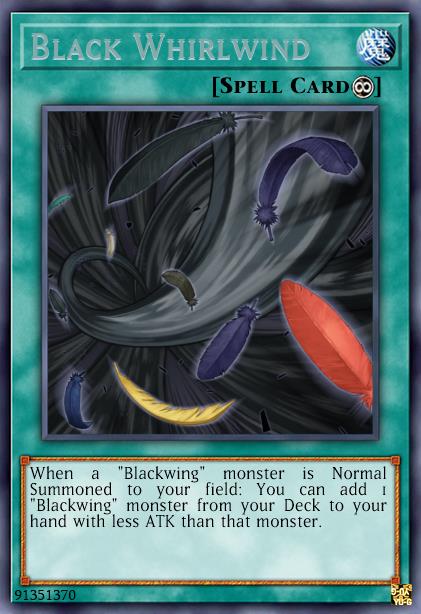 Black Whirlwind
[Spell Card]
When a "Blackwing" monster is Normal
Summoned to your field: You can add 1
"Blackwing" monster from your Deck to your
hand with less ATK than that monster.
91351370